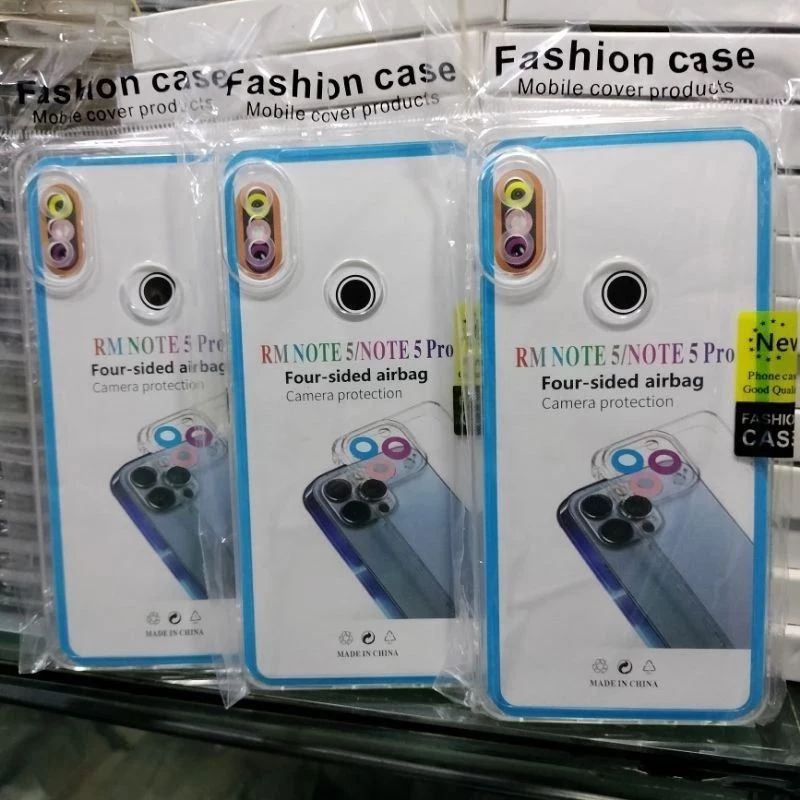 Fashion case
Mobile cover products
RM NOTE 5 Pro
Four-sided airbag
Camera protection
MADE IN CHINA
Fashion case
Mobile cover products
RM NOTE 5/NOTE 5 Pro
Four-sided airbag
Camera protection
MADE IN CHINA
Fashion case
Mobile cover products
RM NOTE 5/NOTE 5 Pro
Four-sided airbag
Camera protection
MADE IN CHINA
New
Phone cas
Good Quali
FASHIO
CAS